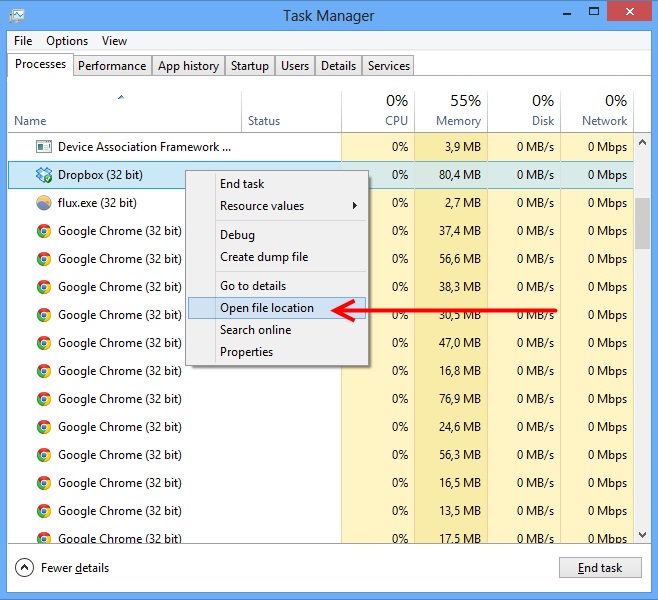 Task Manager
File Options View
Processes Performance App history Startup Users Details Services
0% 55% 0% 0%
Name Status CPU Memory Disk Network
Device Association Framework ... 0% 3,9 MB 0 MB/s 0 Mbps
Dropbox (32 bit) 0% 80,4 MB 0 MB/s 0 Mbps
End task
flux.exe (32 bit) 0% 2,7 MB 0 MB/s 0 Mbps
Resource values
Google Chrome (32 bit) 0% 37,4 MB 0 MB/s 0 Mbps
Debug
Google Chrome (32 bit) 0% 56,6 MB 0 MB/s 0 Mbps
Create dump file
Google Chrome (32 bit) 0% 38,3 MB 0 MB/s 0 Mbps
Go to details
Google Chrome (32 bit) 0% 30,5 MB 0 MB/s 0 Mbps
Open file location
Google Chrome (32 bit) 0% 47,0 MB 0 MB/s 0 Mbps
Search online
Google Chrome (32 bit) 0% 16,8 MB 0 MB/s 0 Mbps
Properties
Google Chrome (32 bit) 0% 76,9 MB 0 MB/s 0 Mbps
Google Chrome (32 bit) 0% 24,6 MB 0 MB/s 0 Mbps
Google Chrome (32 bit) 0% 56,3 MB 0 MB/s 0 Mbps
Google Chrome (32 bit) 0% 16,5 MB 0 MB/s 0 Mbps
Google Chrome (32 bit) 0% 13,5 MB 0 MB/s 0 Mbps
Google Chrome (32 bit) 0% 17,5 MB 0 MB/s 0 Mbps
Fewer details End task